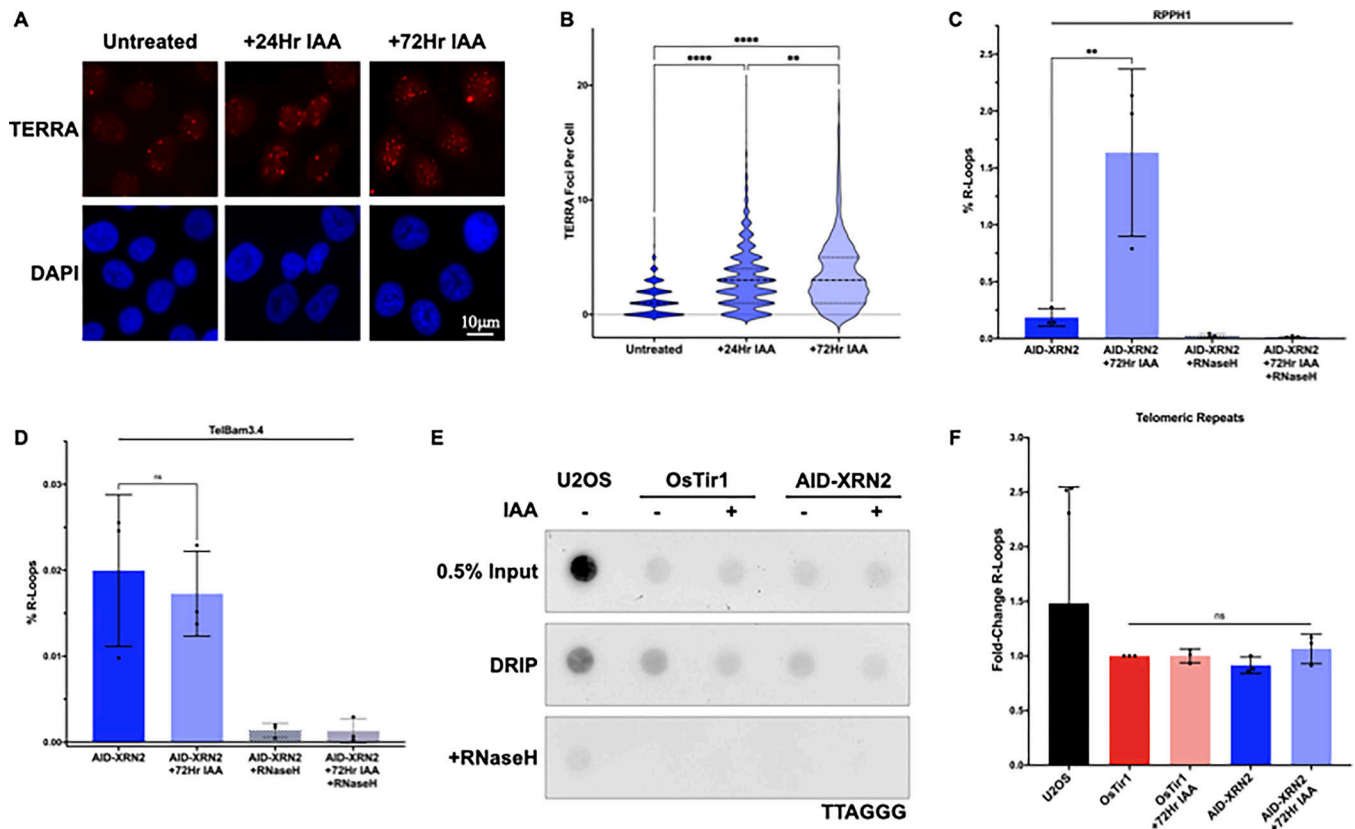 A
Untreated
+24Hr IAA
+72Hr IAA
TERRA
DAPI
10μm
B
TERRA Foci Per Cell
20
10
0
••••
••••
••
Untreated
+24Hr IAA
+72Hr IAA
C
RPPH1
% R-Loops
2.5
2.0
1.5
1.0
0.5
0.0
••
AID-XRN2
AID-XRN2
+72Hr IAA
AID-XRN2
+RNaseH
AID-XRN2
+72Hr IAA
+RNaseH
D
TelBam3.4
% R-Loops
0.03
0.02
0.01
0.00
ns
AID-XRN2
AID-XRN2
+72Hr IAA
AID-XRN2
+RNaseH
AID-XRN2
+72Hr IAA
+RNaseH
E
U2OS
OsTir1
AID-XRN2
IAA
-
-
+
-
+
0.5% Input
DRIP
+RNaseH
TTAGGG
F
Telomeric Repeats
Fold-Change R-Loops
3.0
2.5
2.0
1.5
1.0
0.5
0.0
ns
U2OS
OsTir1
OsTir1
+72Hr IAA
AID-XRN2
AID-XRN2
+72Hr IAA